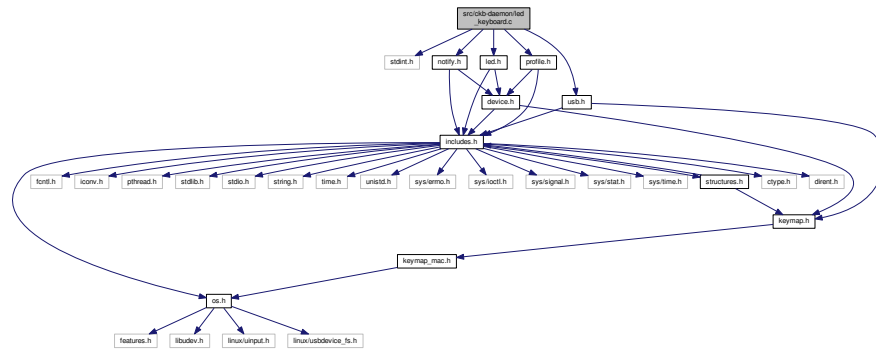 src/ckb-daemon/led
_keyboard.c
stdint.h
notify.h
led.h
profile.h
device.h
usb.h
includes.h
fcntl.h
iconv.h
pthread.h
stdlib.h
stdio.h
string.h
time.h
unistd.h
sys/errno.h
sys/ioctl.h
sys/signal.h
sys/stat.h
sys/time.h
structures.h
ctype.h
dirent.h
keymap.h
keymap_mac.h
os.h
features.h
libudev.h
linux/uinput.h
linux/usbdevice_fs.h